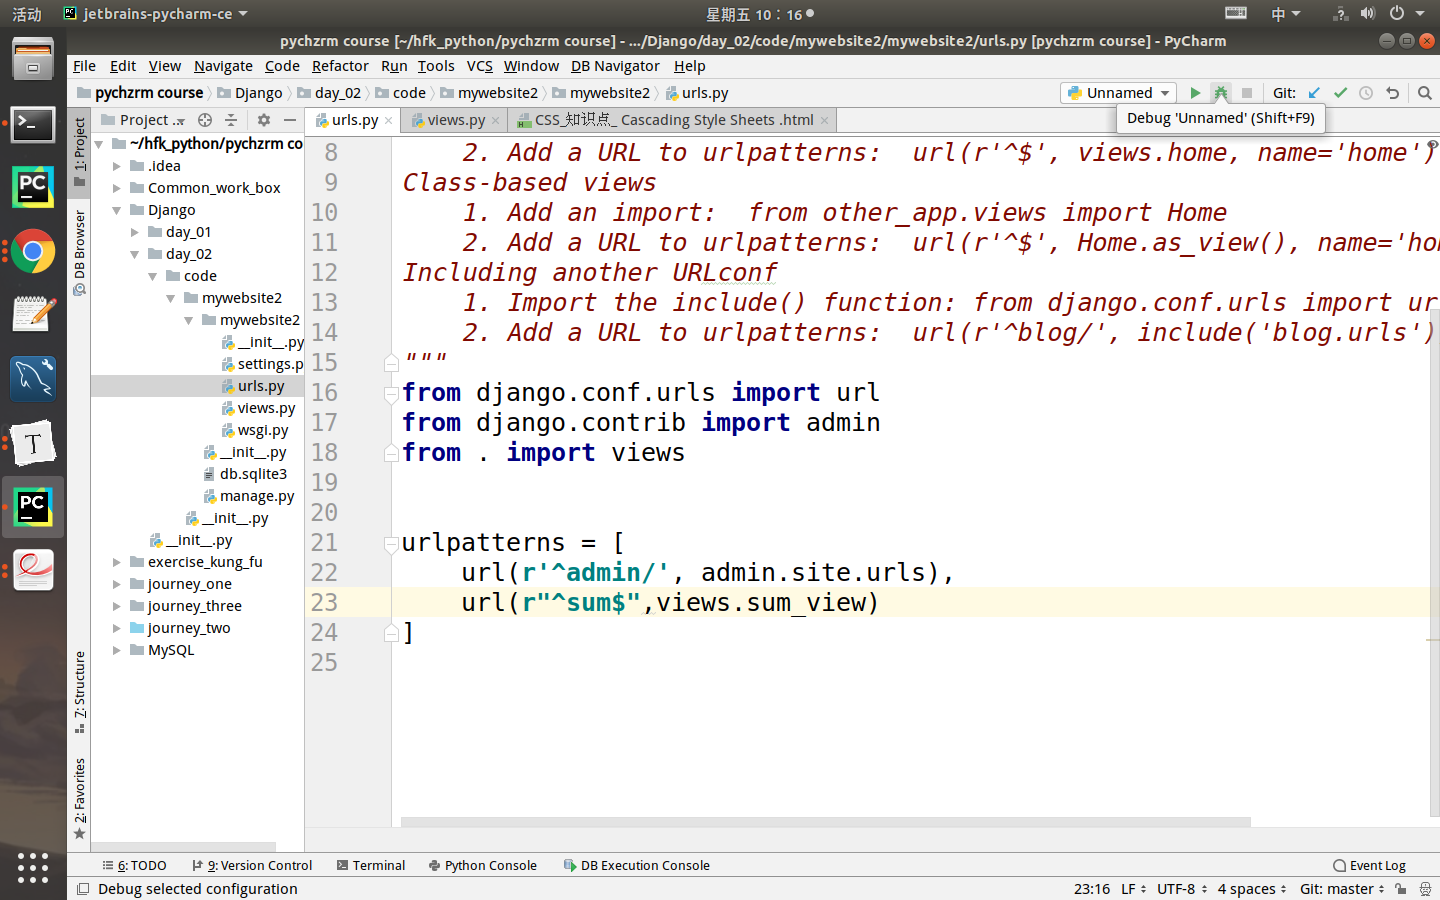 活动
jetbrains-pycharm-ce
星期五 10：16
中
pychzrm course [~/hfk_python/pychzrm course] - .../Django/day_02/code/mywebsite2/mywebsite2/urls.py [pychzrm course] - PyCharm
File Edit View Navigate Code Refactor Run Tools VCS Window DB Navigator Help
pychzrm course Django day_02 code mywebsite2 mywebsite2 urls.py
Unnamed
Git:
Debug 'Unnamed' (Shift+F9)
Project ..
urls.py
views.py
CSS_知识点_ Cascading Style Sheets .html
1: Project
DB Browser
7: Structure
2: Favorites
~/hfk_python/pychzrm co
.idea
Common_work_box
Django
day_01
day_02
code
mywebsite2
mywebsite2
__init__.py
settings.p
urls.py
views.py
wsgi.py
__init__.py
db.sqlite3
manage.py
__init__.py
__init__.py
exercise_kung_fu
journey_one
journey_three
journey_two
MySQL
8 2. Add a URL to urlpatterns:  url(r'^$', views.home, name='home')
9 Class-based views
10 1. Add an import:  from other_app.views import Home
11 2. Add a URL to urlpatterns:  url(r'^$', Home.as_view(), name='hom
12 Including another URLconf
13 1. Import the include() function: from django.conf.urls import ur
14 2. Add a URL to urlpatterns:  url(r'^blog/', include('blog.urls')
15 """
16 from django.conf.urls import url
17 from django.contrib import admin
18 from . import views
19
20
21 urlpatterns = [
22 url(r'^admin/', admin.site.urls),
23 url(r"^sum$",views.sum_view)
24 ]
25
6: TODO
9: Version Control
Terminal
Python Console
DB Execution Console
Event Log
Debug selected configuration
23:16 LF UTF-8 4 spaces Git: master